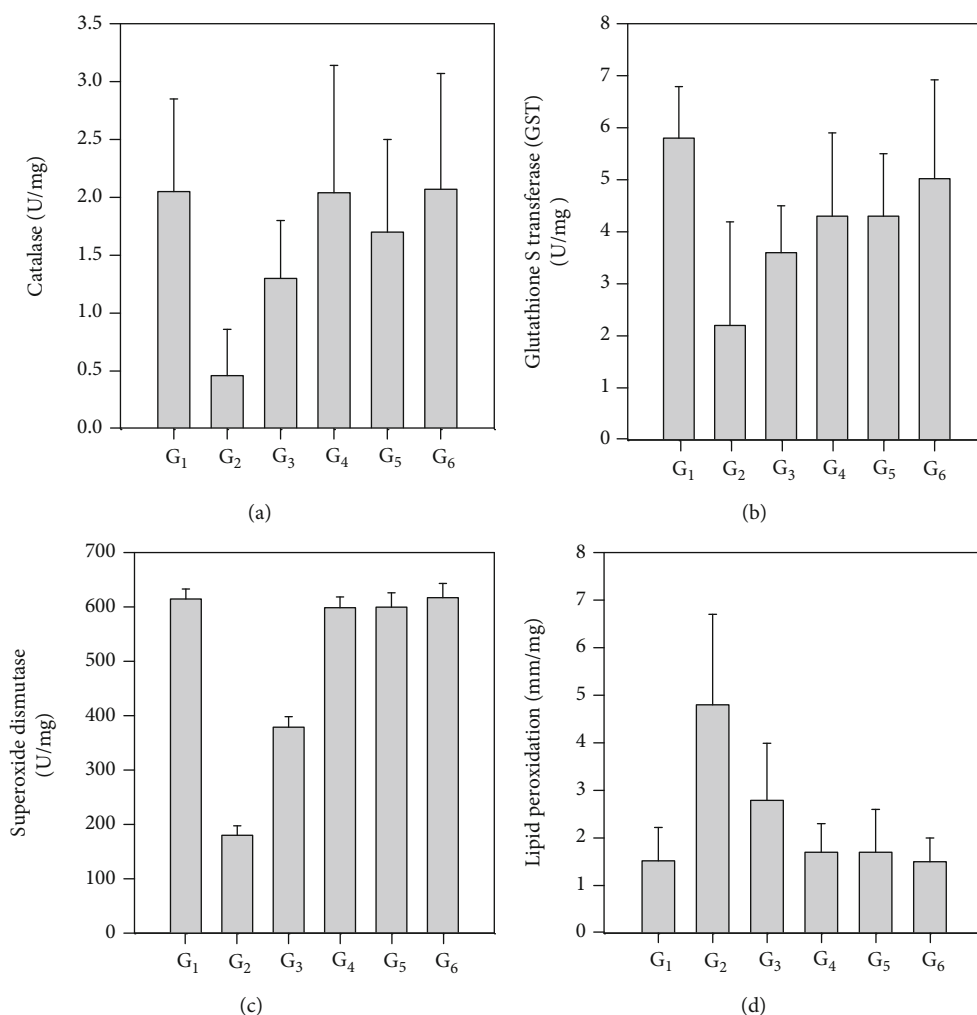 Catalase (U/mg)
3.5
3.0
2.5
2.0
1.5
1.0
0.5
0.0
G1 G2 G3 G4 G5 G6
(a)
Glutathione S transferase (GST)
(U/mg )
8
7
6
5
4
3
2
1
0
G1 G2 G3 G4 G5 G6
(b)
Superoxide dismutase
(U/mg)
700
600
500
400
300
200
100
0
G1 G2 G3 G4 G5 G6
(c)
Lipid peroxidation (mm/mg)
8
7
6
5
4
3
2
1
0
G1 G2 G3 G4 G5 G6
(d)